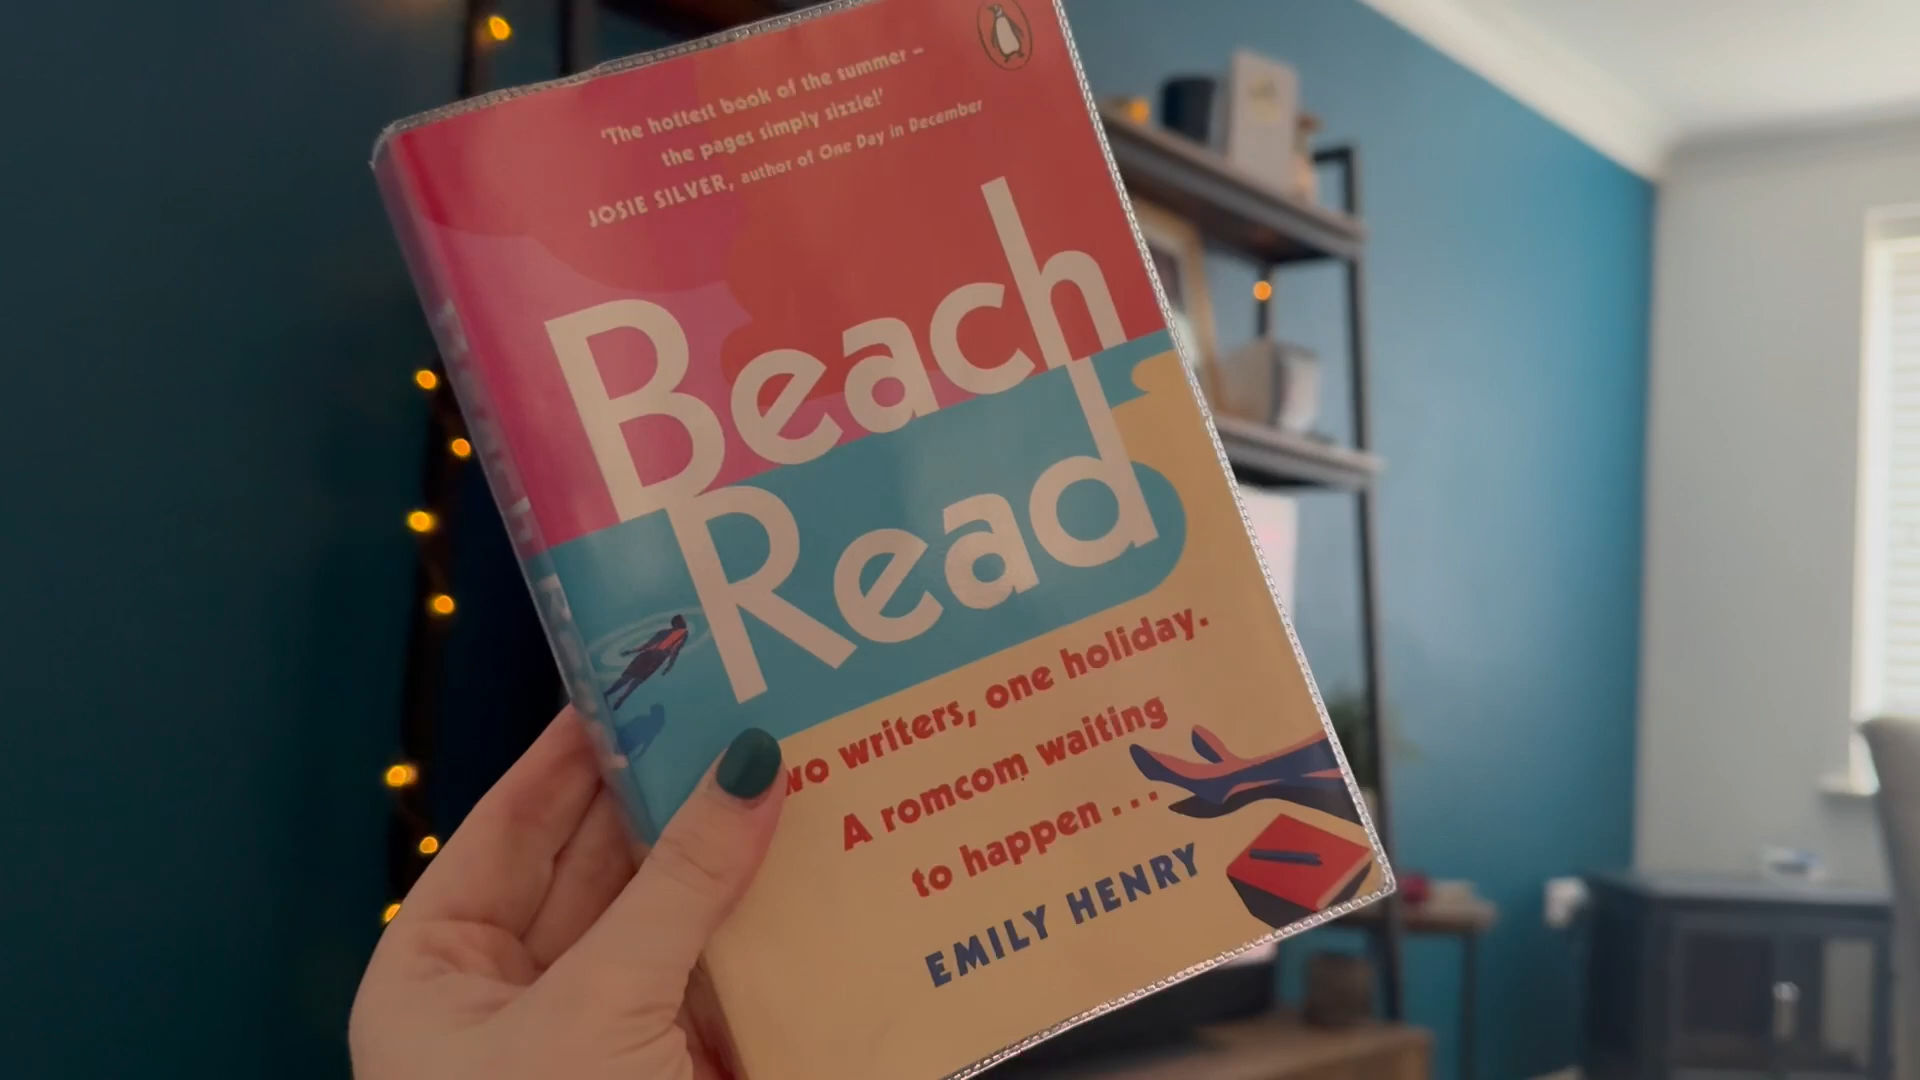 'The hottest book of the summer –
the pages simply sizzle!'
JOSIE SILVER, author of One Day in December
Beach
Read
wo writers, one holiday.
A romcom waiting
to happen . . .
EMILY HENRY